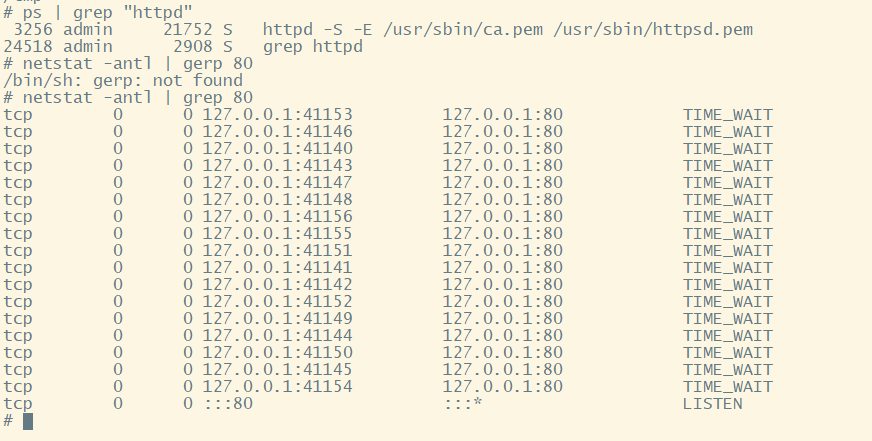 # ps | grep "httpd"
 3256 admin     21752 S   httpd -S -E /usr/sbin/ca.pem /usr/sbin/httpsd.pem
24518 admin      2908 S   grep httpd
# netstat -antl | gerp 80
/bin/sh: gerp: not found
# netstat -antl | grep 80
tcp        0      0 127.0.0.1:41153         127.0.0.1:80            TIME_WAIT
tcp        0      0 127.0.0.1:41146         127.0.0.1:80            TIME_WAIT
tcp        0      0 127.0.0.1:41140         127.0.0.1:80            TIME_WAIT
tcp        0      0 127.0.0.1:41143         127.0.0.1:80            TIME_WAIT
tcp        0      0 127.0.0.1:41147         127.0.0.1:80            TIME_WAIT
tcp        0      0 127.0.0.1:41148         127.0.0.1:80            TIME_WAIT
tcp        0      0 127.0.0.1:41156         127.0.0.1:80            TIME_WAIT
tcp        0      0 127.0.0.1:41155         127.0.0.1:80            TIME_WAIT
tcp        0      0 127.0.0.1:41151         127.0.0.1:80            TIME_WAIT
tcp        0      0 127.0.0.1:41141         127.0.0.1:80            TIME_WAIT
tcp        0      0 127.0.0.1:41142         127.0.0.1:80            TIME_WAIT
tcp        0      0 127.0.0.1:41152         127.0.0.1:80            TIME_WAIT
tcp        0      0 127.0.0.1:41149         127.0.0.1:80            TIME_WAIT
tcp        0      0 127.0.0.1:41144         127.0.0.1:80            TIME_WAIT
tcp        0      0 127.0.0.1:41150         127.0.0.1:80            TIME_WAIT
tcp        0      0 127.0.0.1:41145         127.0.0.1:80            TIME_WAIT
tcp        0      0 127.0.0.1:41154         127.0.0.1:80            TIME_WAIT
tcp        0      0 :::80                   :::*                    LISTEN
#